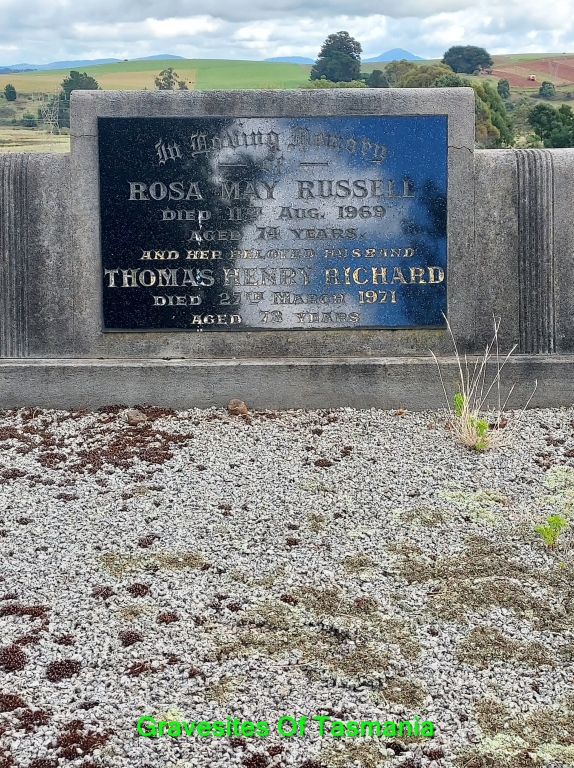 In Loving Memory
of
ROSA MAY RUSSELL
DIED 11TH AUG. 1969
AGED 74 YEARS.
AND HER BELOVED HUSBAND
THOMAS HENRY RICHARD
DIED 27TH MARCH 1971
AGED 78 YEARS
Gravesites Of Tasmania